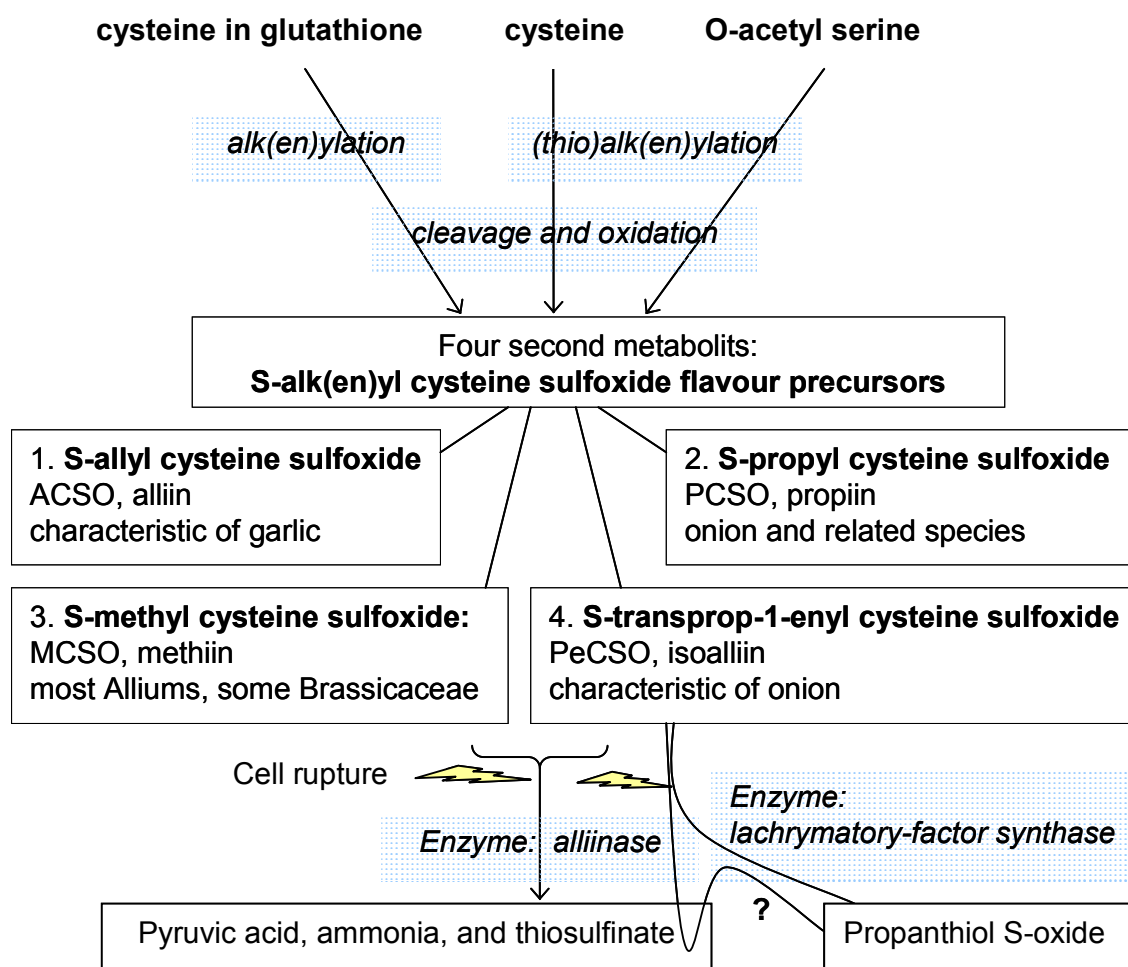 cysteine in glutathione
cysteine
O-acetyl serine
alk(en)ylation
(thio)alk(en)ylation
cleavage and oxidation
Four second metabolits:
S-alk(en)yl cysteine sulfoxide flavour precursors
1. S-allyl cysteine sulfoxide
ACSO, alliin
characteristic of garlic
2. S-propyl cysteine sulfoxide
PCSO, propiin
onion and related species
3. S-methyl cysteine sulfoxide:
MCSO, methiin
most Alliums, some Brassicaceae
4. S-transprop-1-enyl cysteine sulfoxide
PeCSO, isoalliin
characteristic of onion
Cell rupture
Enzyme: alliinase
Enzyme:
lachrymatory-factor synthase
?
Pyruvic acid, ammonia, and thiosulfinate
Propanthiol S-oxide